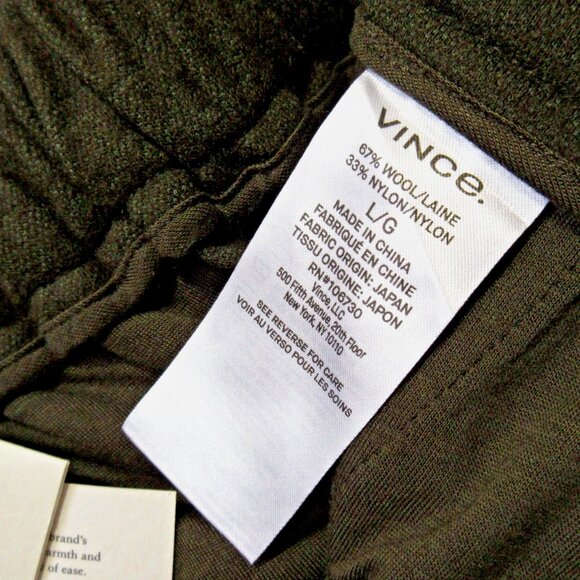 VINCE.
67% WOOL/LAINE
33% NYLON/NYLON
L/G
MADE IN CHINA
FABRIQUÉ EN CHINE
FABRIC ORIGIN: JAPAN
TISSU ORIGINE: JAPON
RN#106730
Vince, LLC
500 Fifth Avenue, 20th Floor
New York, NY 10110
SEE REVERSE FOR CARE
VOIR AU VERSO POUR LES SOINS
brand's
warmth and
of ease.